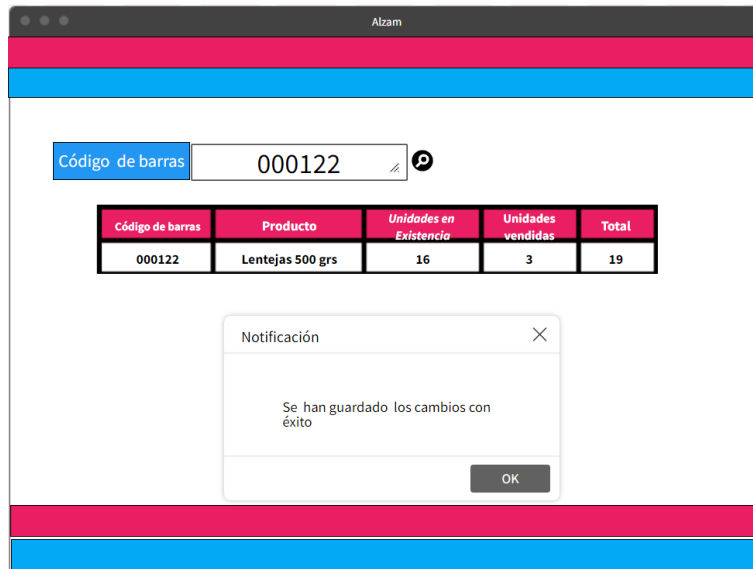 Alzam
Código de barras
000122
Código de barras Producto Unidades en Existencia Unidades vendidas Total
000122 Lentejas 500 grs 16 3 19
Notificación
Se han guardado los cambios con
éxito
OK